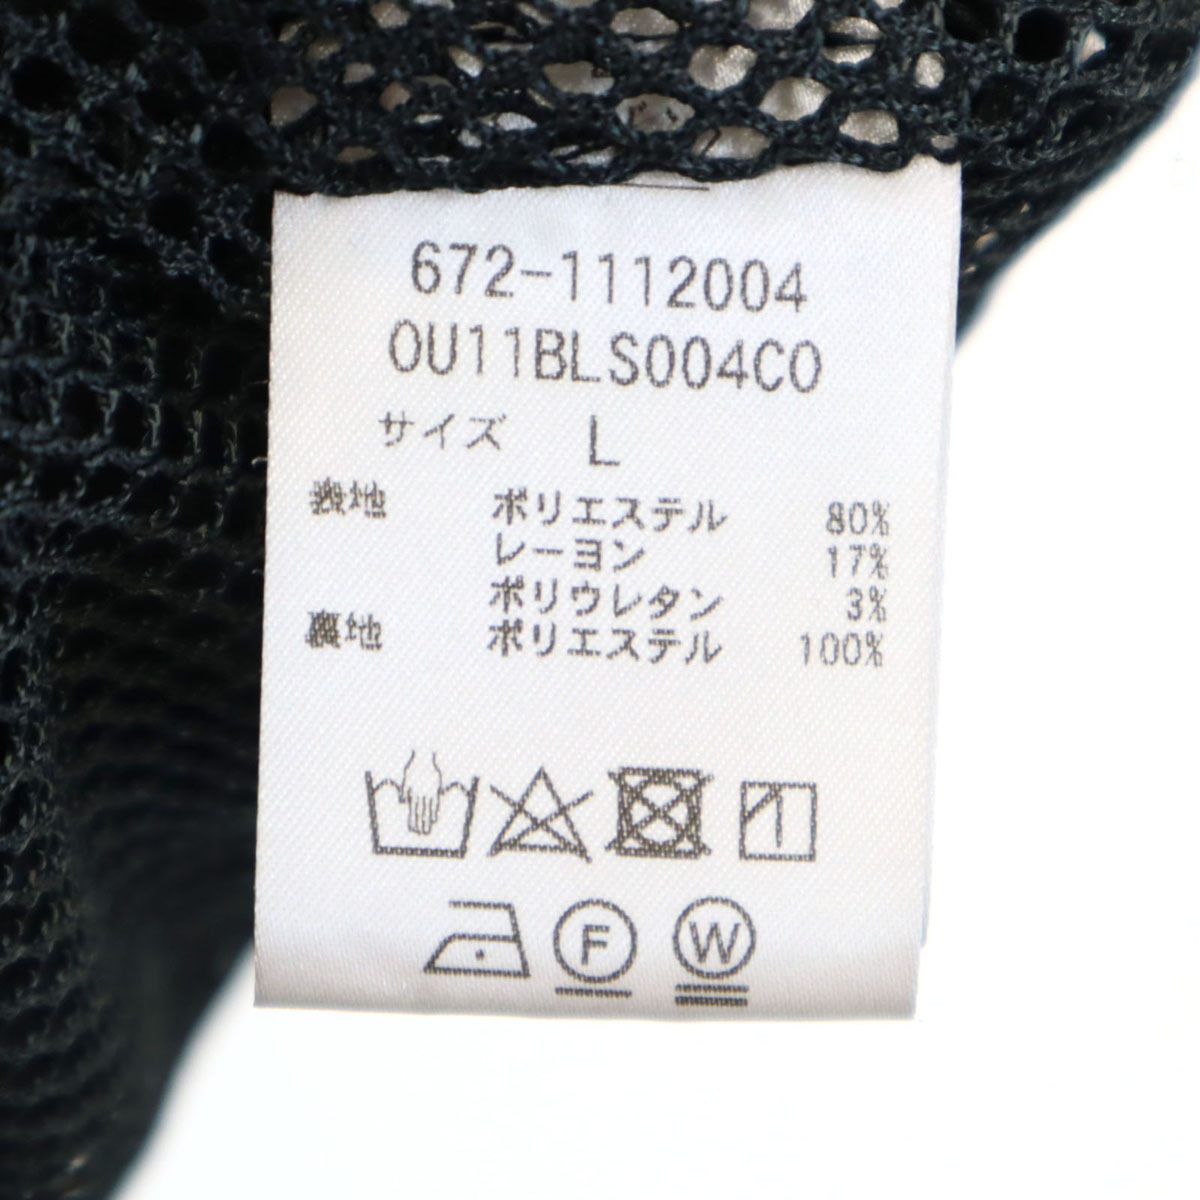 672-1112004
OU11BLS004CO
サイズ L
表地 ポリエステル 80%
レーヨン 17%
ポリウレタン 3%
裏地 ポリエステル 100%
F W